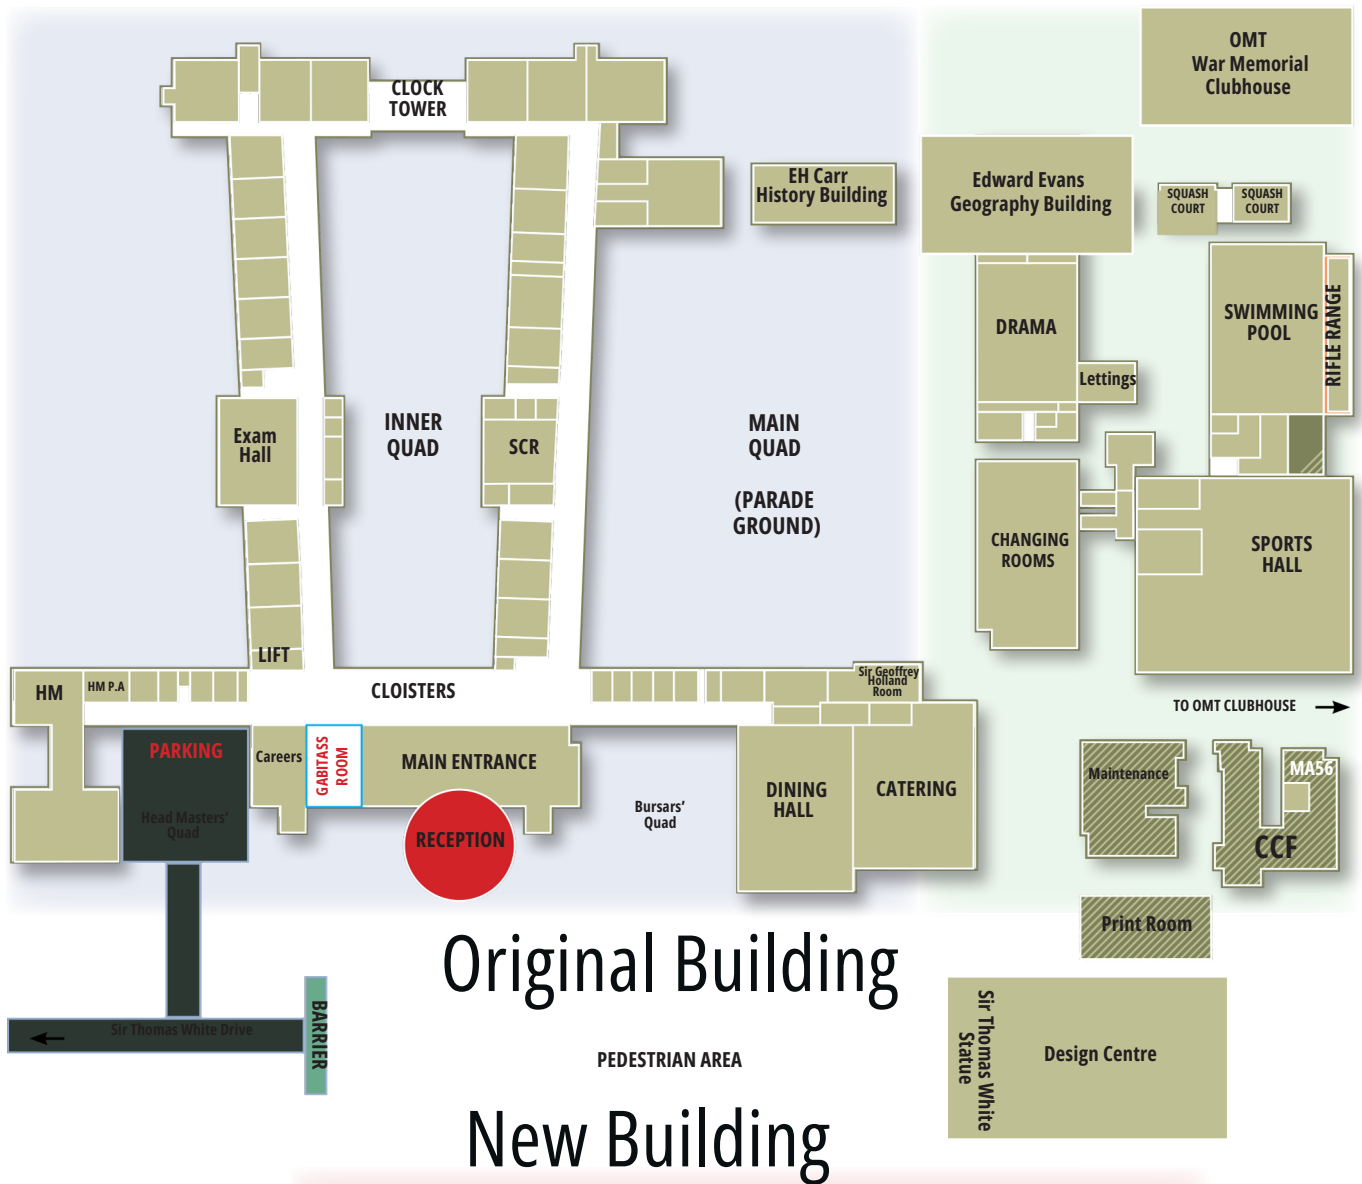 OMT
War Memorial
Clubhouse
CLOCK
TOWER
EH Carr
History Building
Edward Evans
Geography Building
SQUASH
COURT
SQUASH
COURT
DRAMA
SWIMMING
POOL
RIFLE RANGE
Lettings
Exam
Hall
INNER
QUAD
SCR
MAIN
QUAD
(PARADE
GROUND)
CHANGING
ROOMS
SPORTS
HALL
LIFT
HM
HM P.A
CLOISTERS
Sir Geoffrey
Holland
Room
TO OMT CLUBHOUSE
PARKING
Careers
GABITASS
ROOM
MAIN ENTRANCE
Head Masters'
Quad
RECEPTION
Bursars'
Quad
DINING
HALL
CATERING
Maintenance
MA56
CCF
Print Room
Original Building
Sir Thomas White Drive
BARRIER
PEDESTRIAN AREA
Sir Thomas White
Statue
Design Centre
New Building